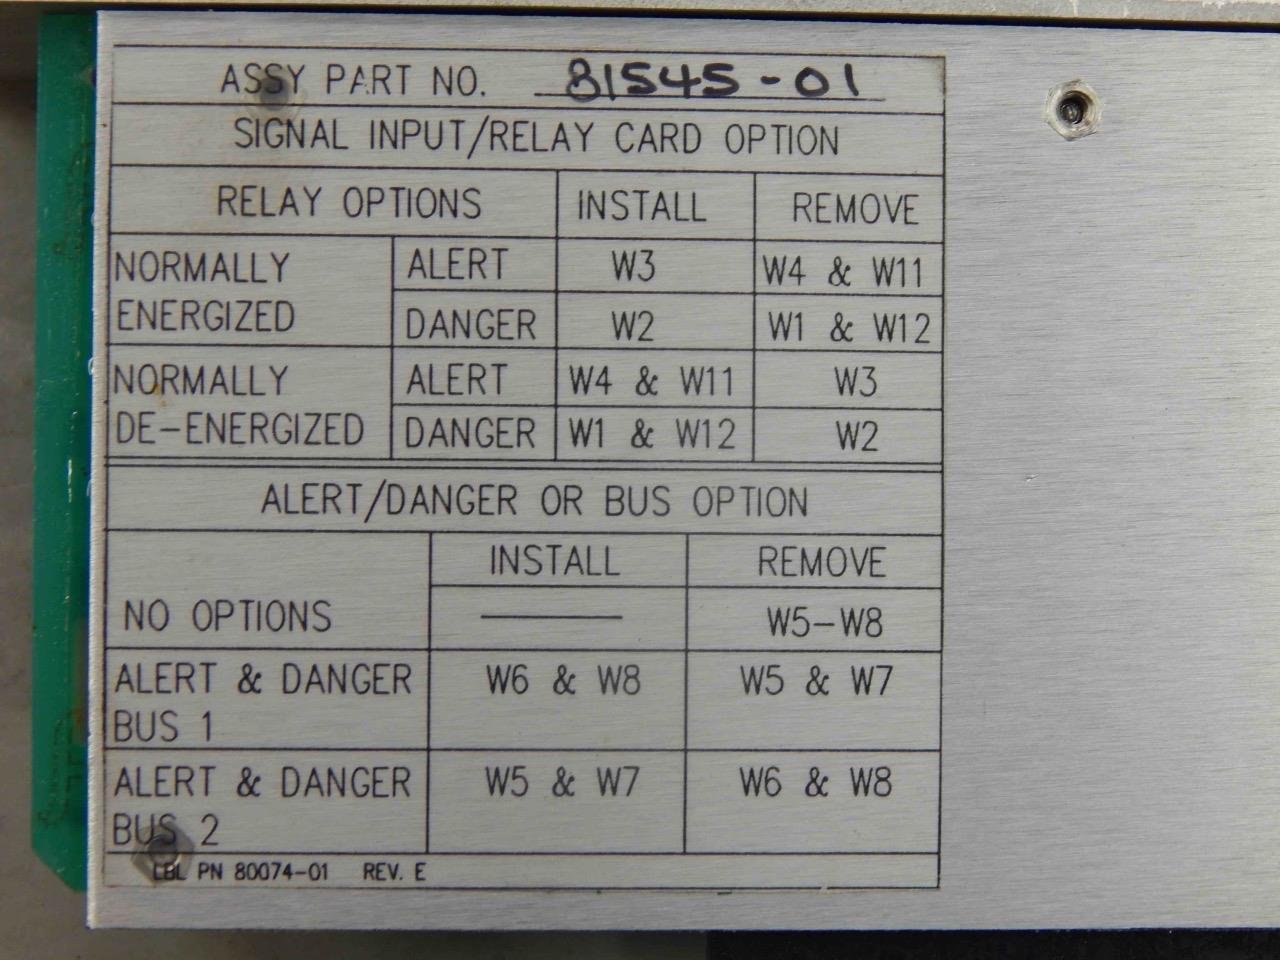 ASSY PART NO. 81545-01
SIGNAL INPUT/RELAY CARD OPTION
RELAY OPTIONS INSTALL REMOVE
NORMALLY ENERGIZED ALERT W3 W4 & W11
DANGER W2 W1 & W12
NORMALLY DE-ENERGIZED ALERT W4 & W11 W3
DANGER W1 & W12 W2
ALERT/DANGER OR BUS OPTION
INSTALL REMOVE
NO OPTIONS ——— W5-W8
ALERT & DANGER BUS 1 W6 & W8 W5 & W7
ALERT & DANGER BUS 2 W5 & W7 W6 & W8
LBL PN 80074-01 REV. E